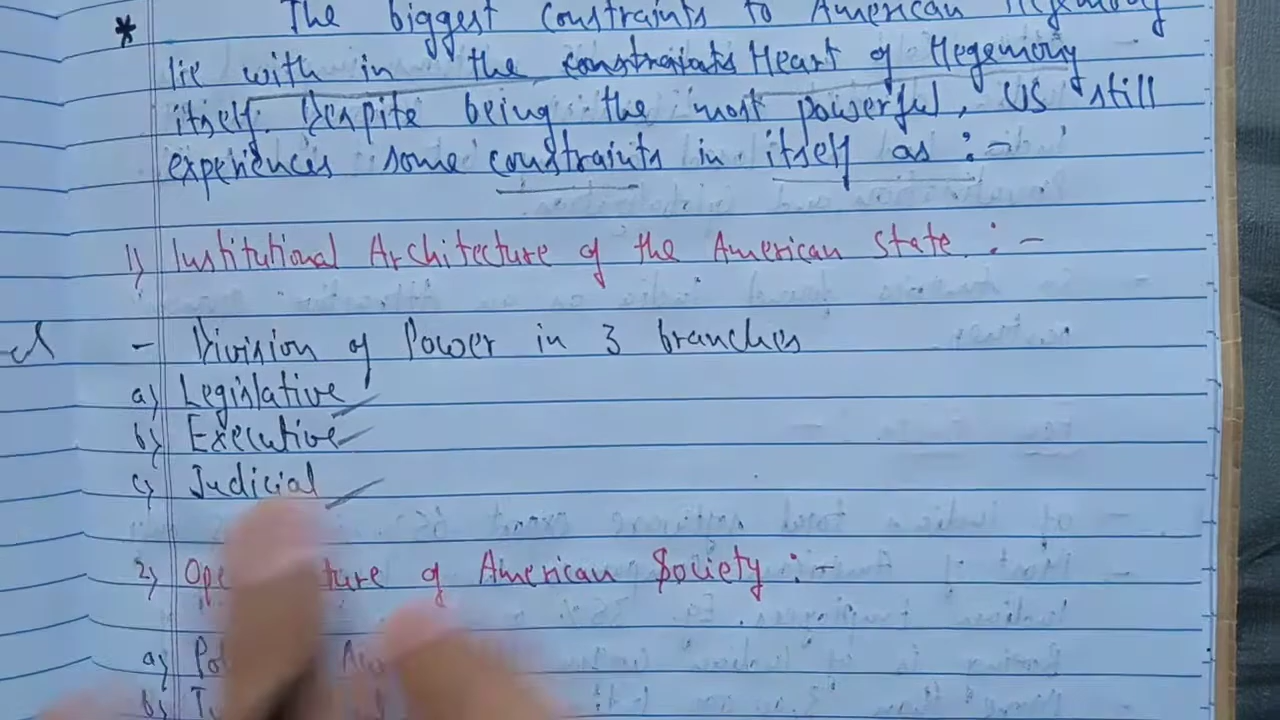 * The biggest constraints to American Hegemony
lie with in the constraints Heart of Hegemony
itself. Despite being the most powerful, US still
experiences some constraints in itself as :-
1) Institutional Architecture of the American State :-
- Division of Power in 3 branches
a) Legislative
b) Executive
c) Judicial
2) of American Society :-
a)
b)